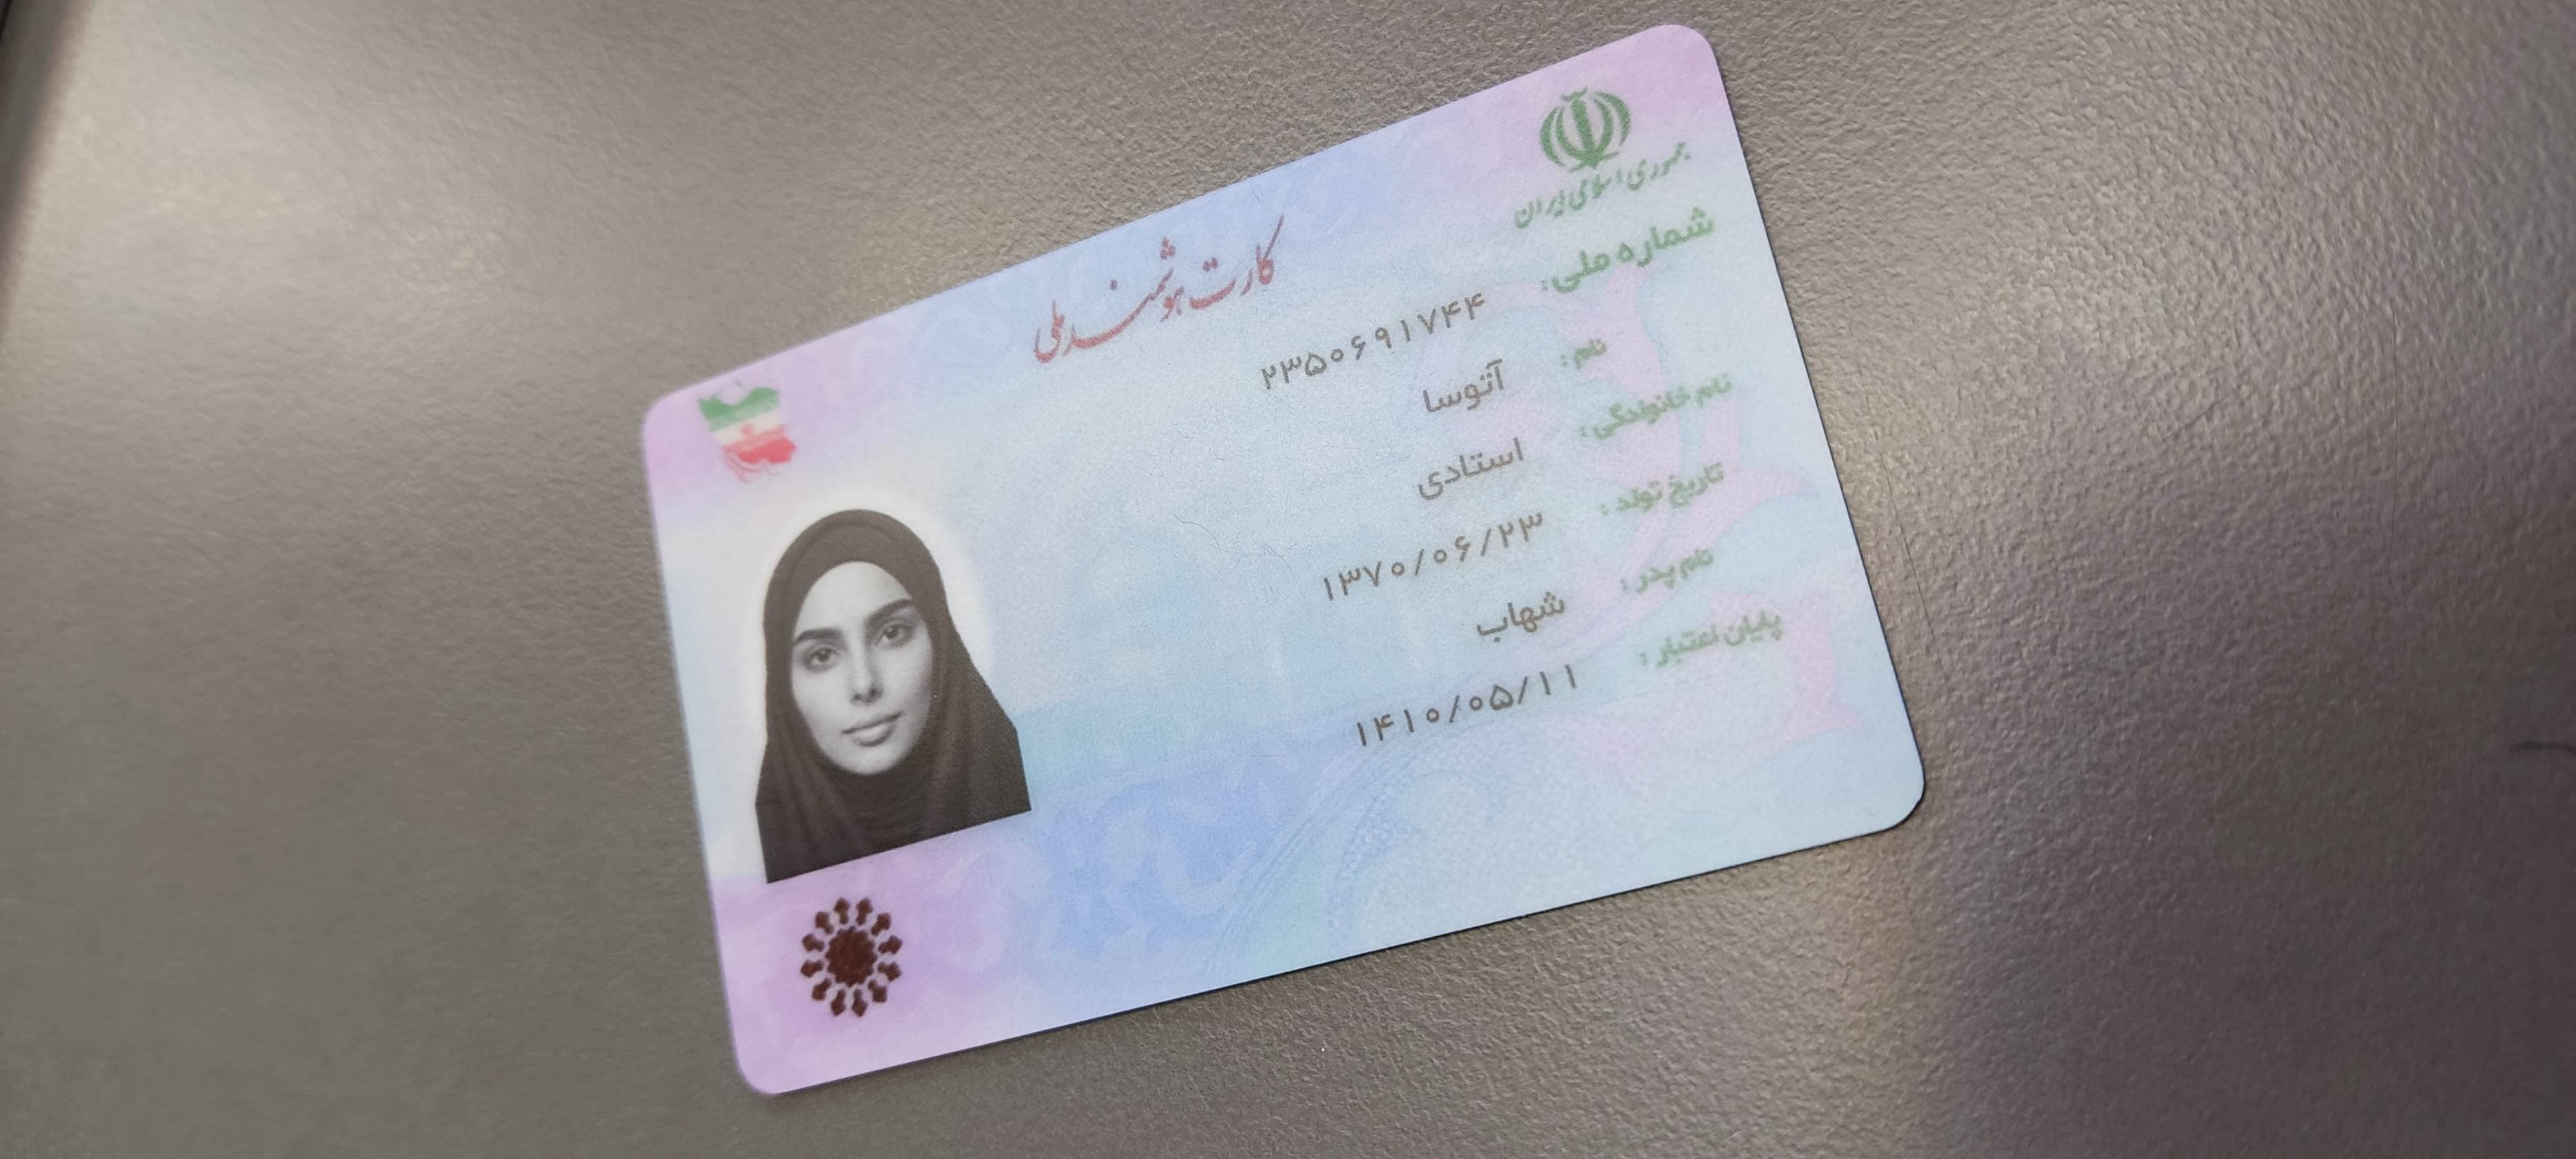 جمهوری اسلامی ایران
کارت هوشمند ملی
شماره ملی: ۲۳۵۰۶۹۱۷۴۴
نام: آتوسا
نام خانوادگی: استادی
تاریخ تولد: ۱۳۷۰/۰۶/۲۳
نام پدر: شهاب
پایان اعتبار: ۱۴۱۰/۰۵/۱۱